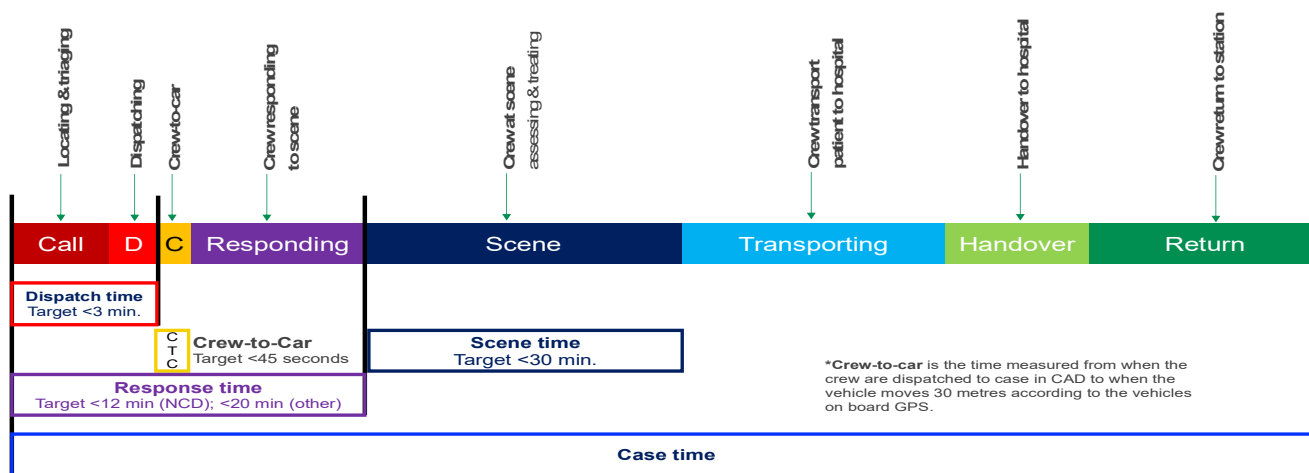 Locating & triaging
Dispatching
Crew-to-car
Crew responding
to scene
Crew at scene
assessing & treating
Crew transport
patient to hospital
Handover to hospital
Crew return to station
Call
D
C
Responding
Scene
Transporting
Handover
Return
Dispatch time
Target <3 min.
C
T
C
Crew-to-Car
Target <45 seconds
Scene time
Target <30 min.
*Crew-to-car is the time measured from when the
crew are dispatched to case in CAD to when the
vehicle moves 30 metres according to the vehicles
on board GPS.
Response time
Target <12 min (NCD); <20 min (other)
Case time